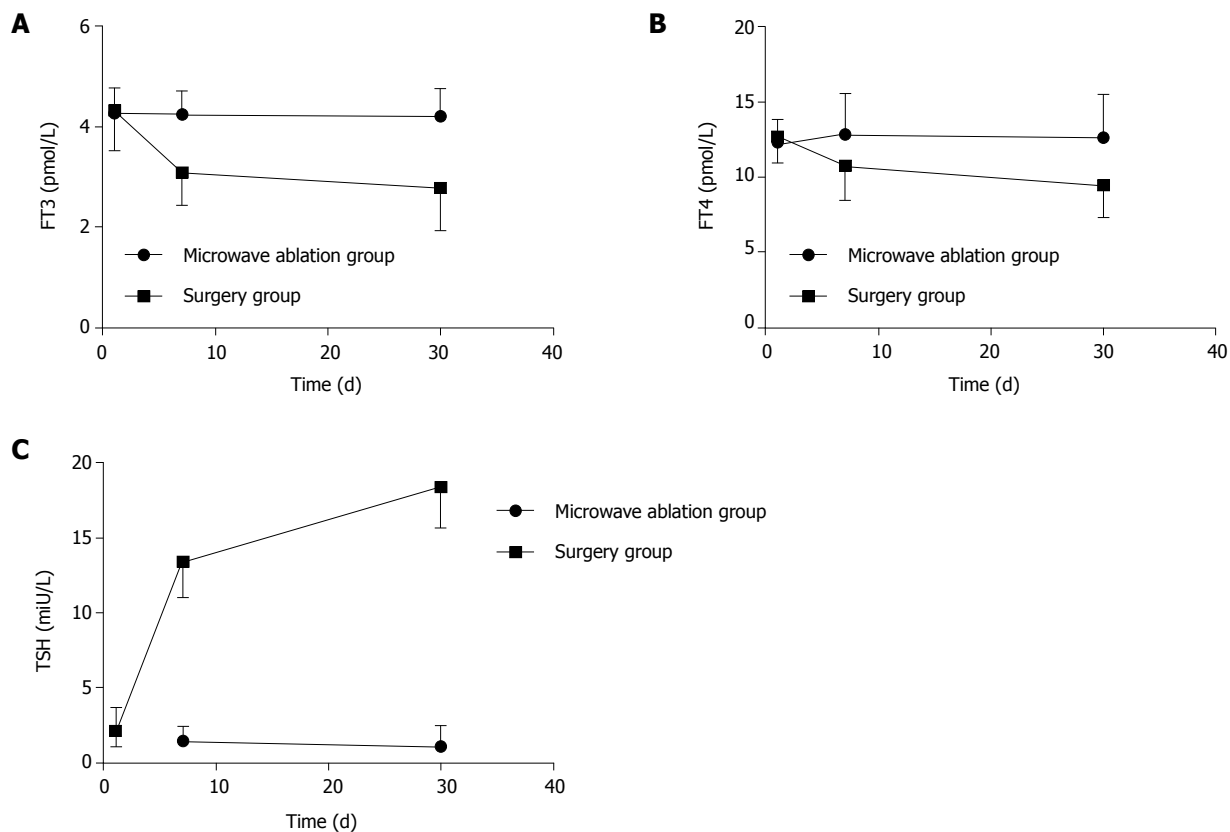 A
6
4
2
0
FT3 (pmol/L)
Microwave ablation group
Surgery group
0 10 20 30 40
Time (d)
B
20
15
10
5
0
FT4 (pmol/L)
Microwave ablation group
Surgery group
0 10 20 30 40
Time (d)
C
20
15
10
5
0
TSH (miU/L)
Microwave ablation group
Surgery group
0 10 20 30 40
Time (d)